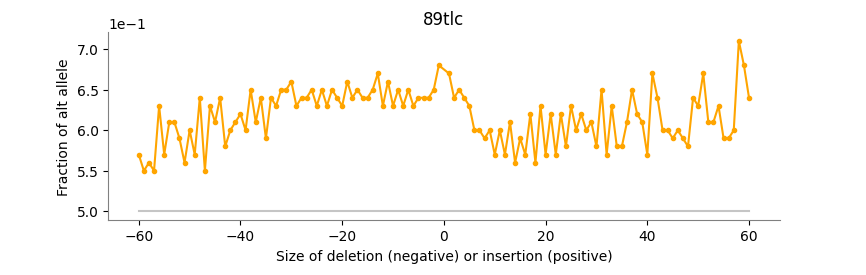 89tlc
1e−1
7.0
6.5
6.0
5.5
5.0
Fraction of alt allele
−60 −40 −20 0 20 40 60
Size of deletion (negative) or insertion (positive)